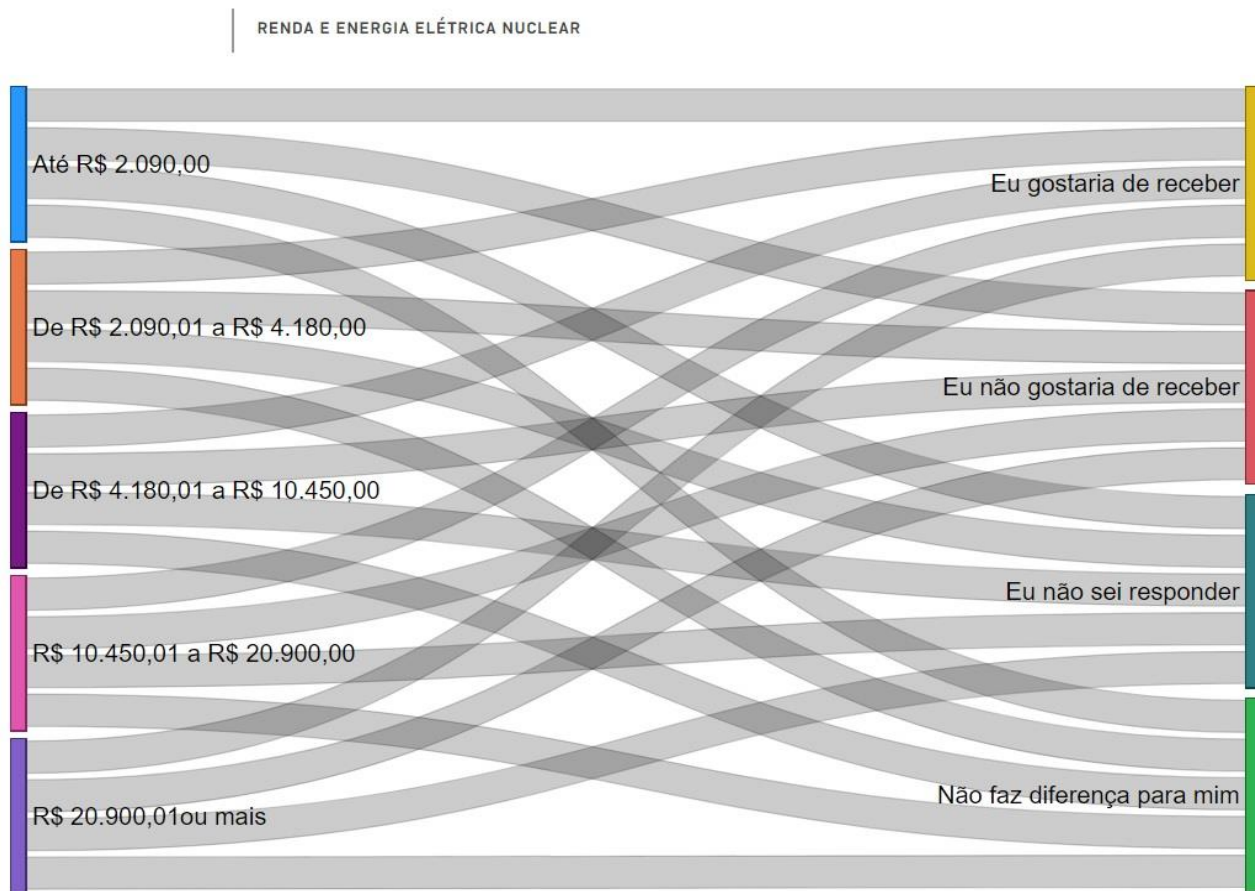 RENDA E ENERGIA ELÉTRICA NUCLEAR
Até R$ 2.090,00
De R$ 2.090,01 a R$ 4.180,00
De R$ 4.180,01 a R$ 10.450,00
R$ 10.450,01 a R$ 20.900,00
R$ 20.900,01ou mais
Eu gostaria de receber
Eu não gostaria de receber
Eu não sei responder
Não faz diferença para mim